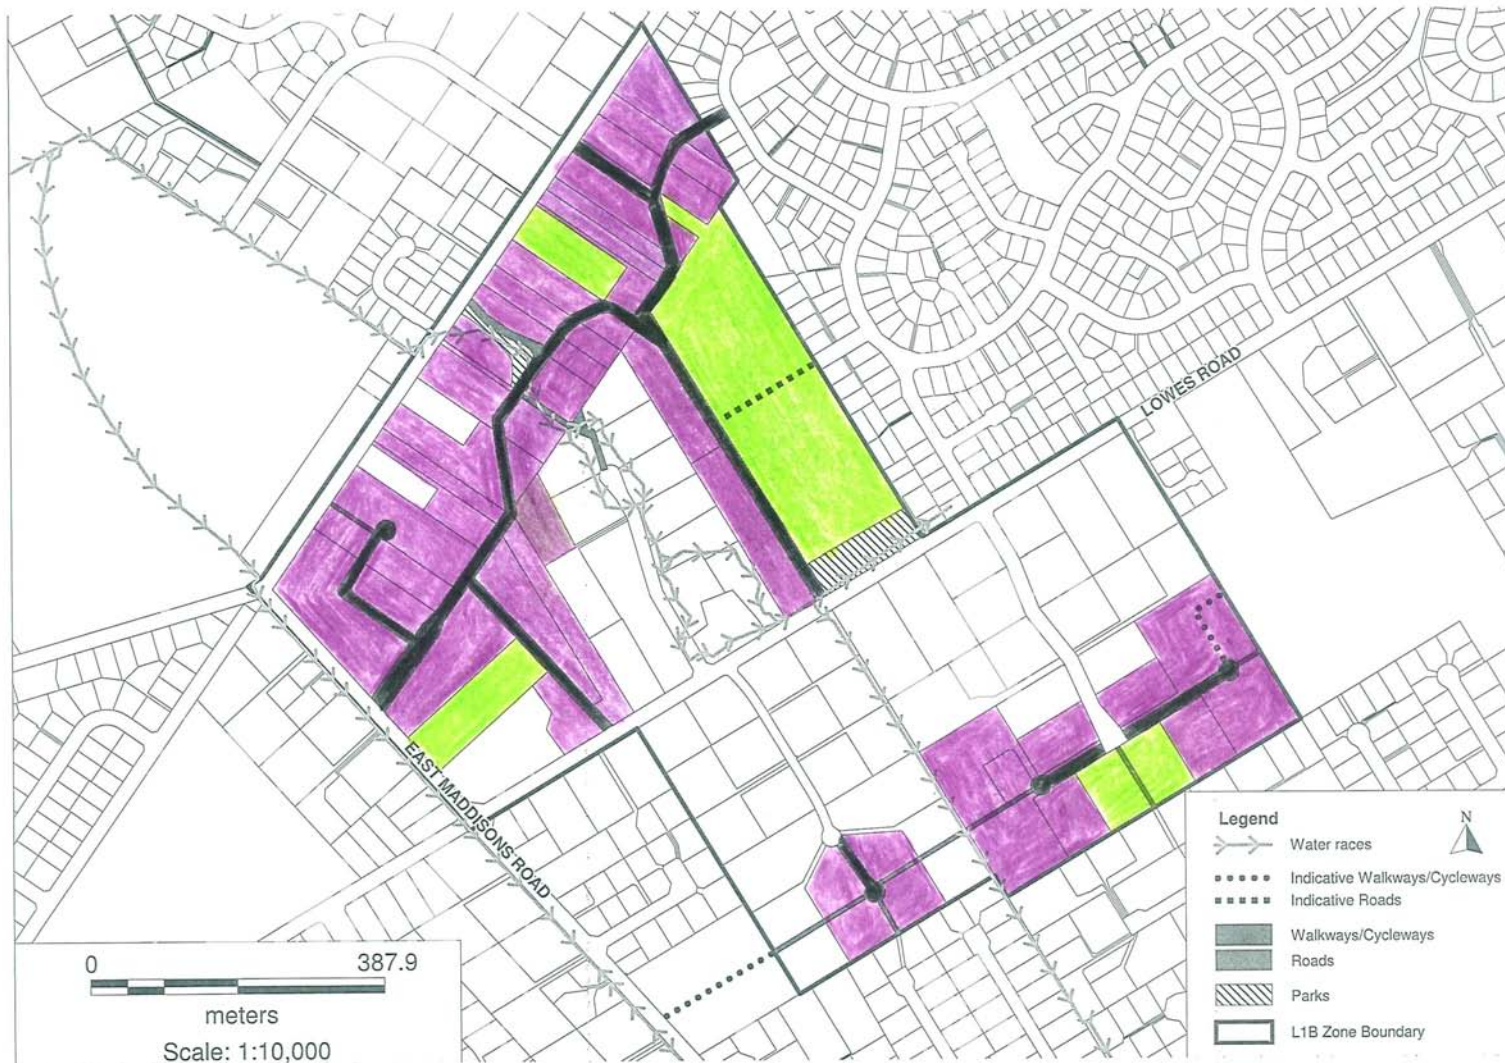 LOWES ROAD
EAST MADDISONS ROAD
0 387.9
meters
Scale: 1:10,000
Legend
N
Water races
Indicative Walkways/Cycleways
Indicative Roads
Walkways/Cycleways
Roads
Parks
L1B Zone Boundary